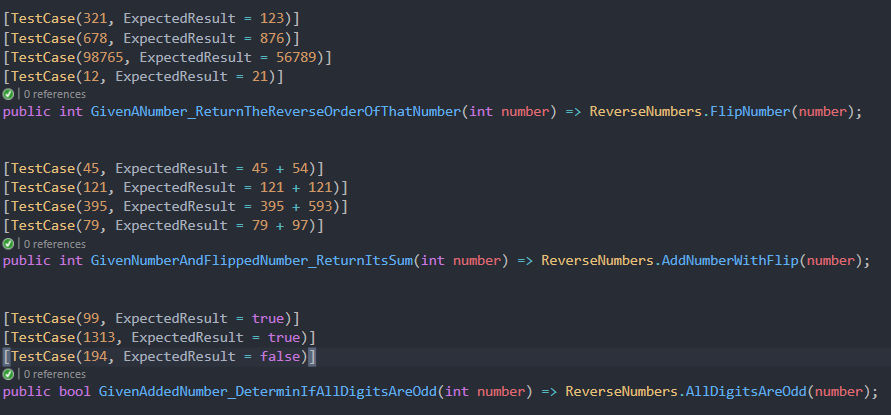 [TestCase(321, ExpectedResult = 123)]
[TestCase(678, ExpectedResult = 876)]
[TestCase(98765, ExpectedResult = 56789)]
[TestCase(12, ExpectedResult = 21)]
| 0 references
public int GivenANumber_ReturnTheReverseOrderOfThatNumber(int number) => ReverseNumbers.FlipNumber(number);
[TestCase(45, ExpectedResult = 45 + 54)]
[TestCase(121, ExpectedResult = 121 + 121)]
[TestCase(395, ExpectedResult = 395 + 593)]
[TestCase(79, ExpectedResult = 79 + 97)]
| 0 references
public int GivenNumberAndFlippedNumber_ReturnItsSum(int number) => ReverseNumbers.AddNumberWithFlip(number);
[TestCase(99, ExpectedResult = true)]
[TestCase(1313, ExpectedResult = true)]
[TestCase(194, ExpectedResult = false)]
| 0 references
public bool GivenAddedNumber_DeterminIfAllDigitsAreOdd(int number) => ReverseNumbers.AllDigitsAreOdd(number);